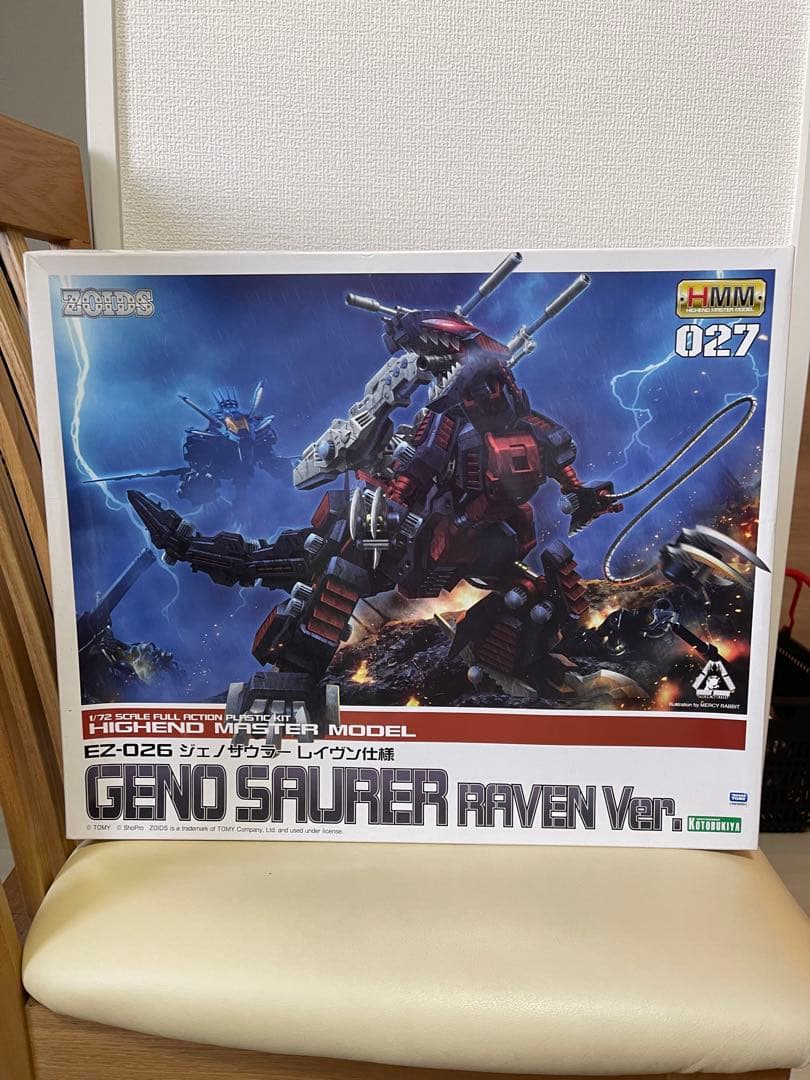 ZOIDS
HMM
HIGHEND MASTER MODEL
027
Illustration by MERCY RABBIT
1/72 SCALE FULL ACTION PLASTIC KIT
HIGHEND MASTER MODEL
EZ-026 ジェノザウラー レイヴン仕様
GENO SAURER RAVEN Ver.
© TOMY © ShoPro ZOIDS is a trademark of TOMY Company, Ltd. and used under license.
TAKARA TOMY
KOTOBUKIYA